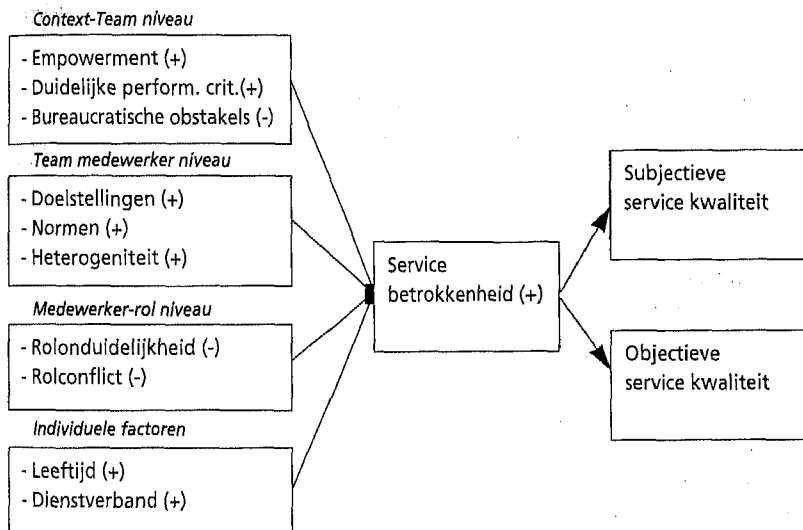 Context-Team niveau
- Empowerment (+)
- Duidelijke perform. crit.(+)
- Bureaucratische obstakels (-)
Team medewerker niveau
- Doelstellingen (+)
- Normen (+)
- Heterogeniteit (+)
Medewerker-rol niveau
- Rolonduidelijkheid (-)
- Rolconflict (-)
Individuele factoren
- Leeftijd (+)
- Dienstverband (+)
Service
betrokkenheid (+)
Subjectieve
service kwaliteit
Objectieve
service kwaliteit